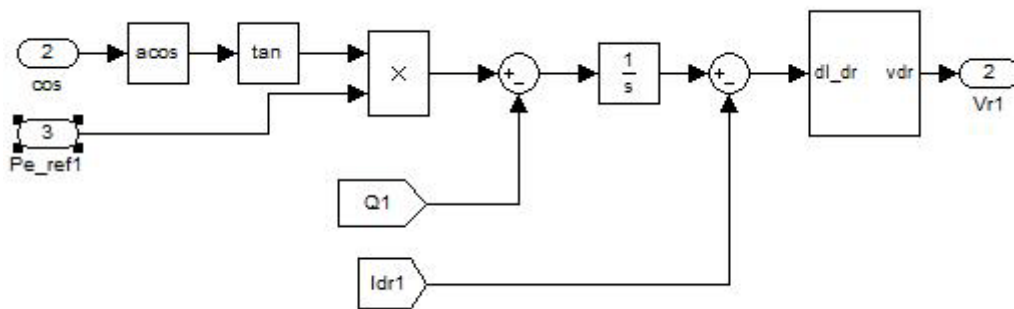 2
cos
acos
tan
×
3
Pe_ref1
+
−
1
s
+
−
dI_dr
vdr
2
Vr1
Q1
Idr1